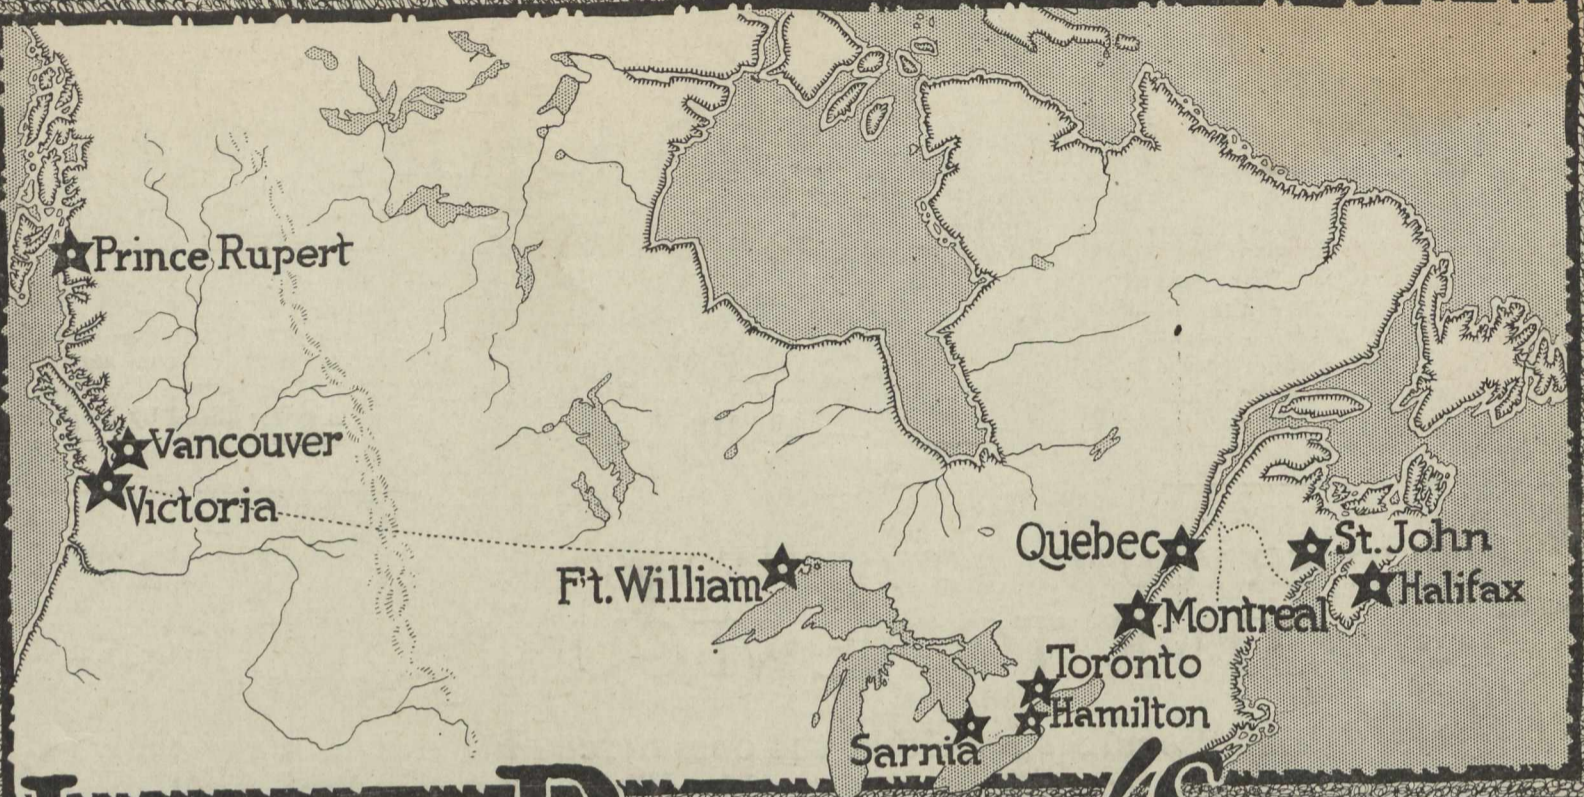 Prince Rupert
Vancouver
Victoria
Ft. William
Quebec
St. John
Halifax
Montreal
Toronto
Hamilton
Sarnia